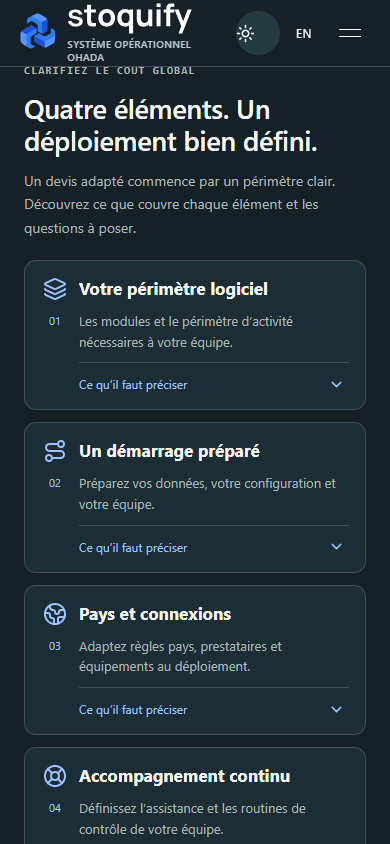 stoquify
SYSTÈME OPÉRATIONNEL
OHADA
EN
CLARIFIEZ LE COÛT GLOBAL
Quatre éléments. Un
déploiement bien défini.
Un devis adapté commence par un périmètre clair.
Découvrez ce que couvre chaque élément et les
questions à poser.
Votre périmètre logiciel
01
Les modules et le périmètre d’activité
nécessaires à votre équipe.
Ce qu’il faut préciser
Un démarrage préparé
02
Préparez vos données, votre configuration et
votre équipe.
Ce qu’il faut préciser
Pays et connexions
03
Adaptez règles pays, prestataires et
équipements au déploiement.
Ce qu’il faut préciser
Accompagnement continu
04
Définissez l’assistance et les routines de
contrôle de votre équipe.